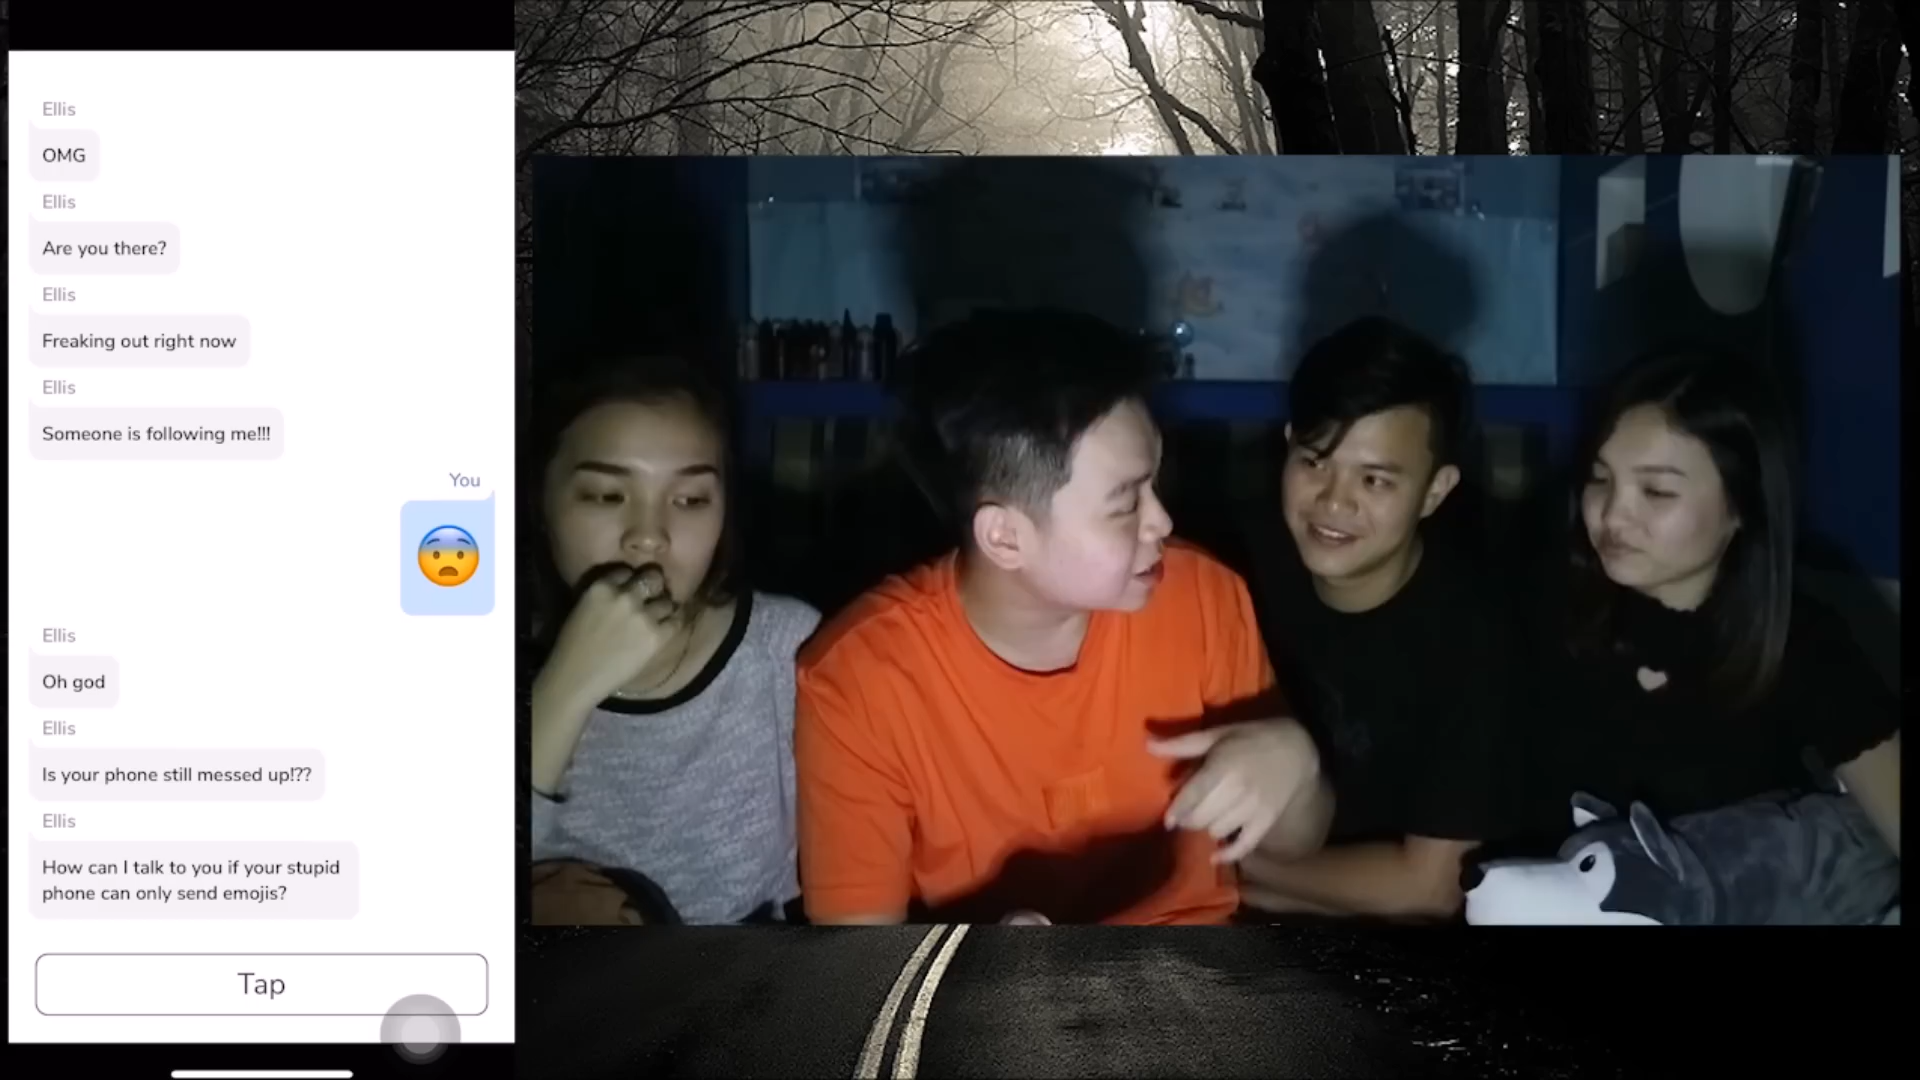 Ellis
OMG
Ellis
Are you there?
Ellis
Freaking out right now
Ellis
Someone is following me!!!
You
Ellis
Oh god
Ellis
Is your phone still messed up!??
Ellis
How can I talk to you if your stupid
phone can only send emojis?
Tap